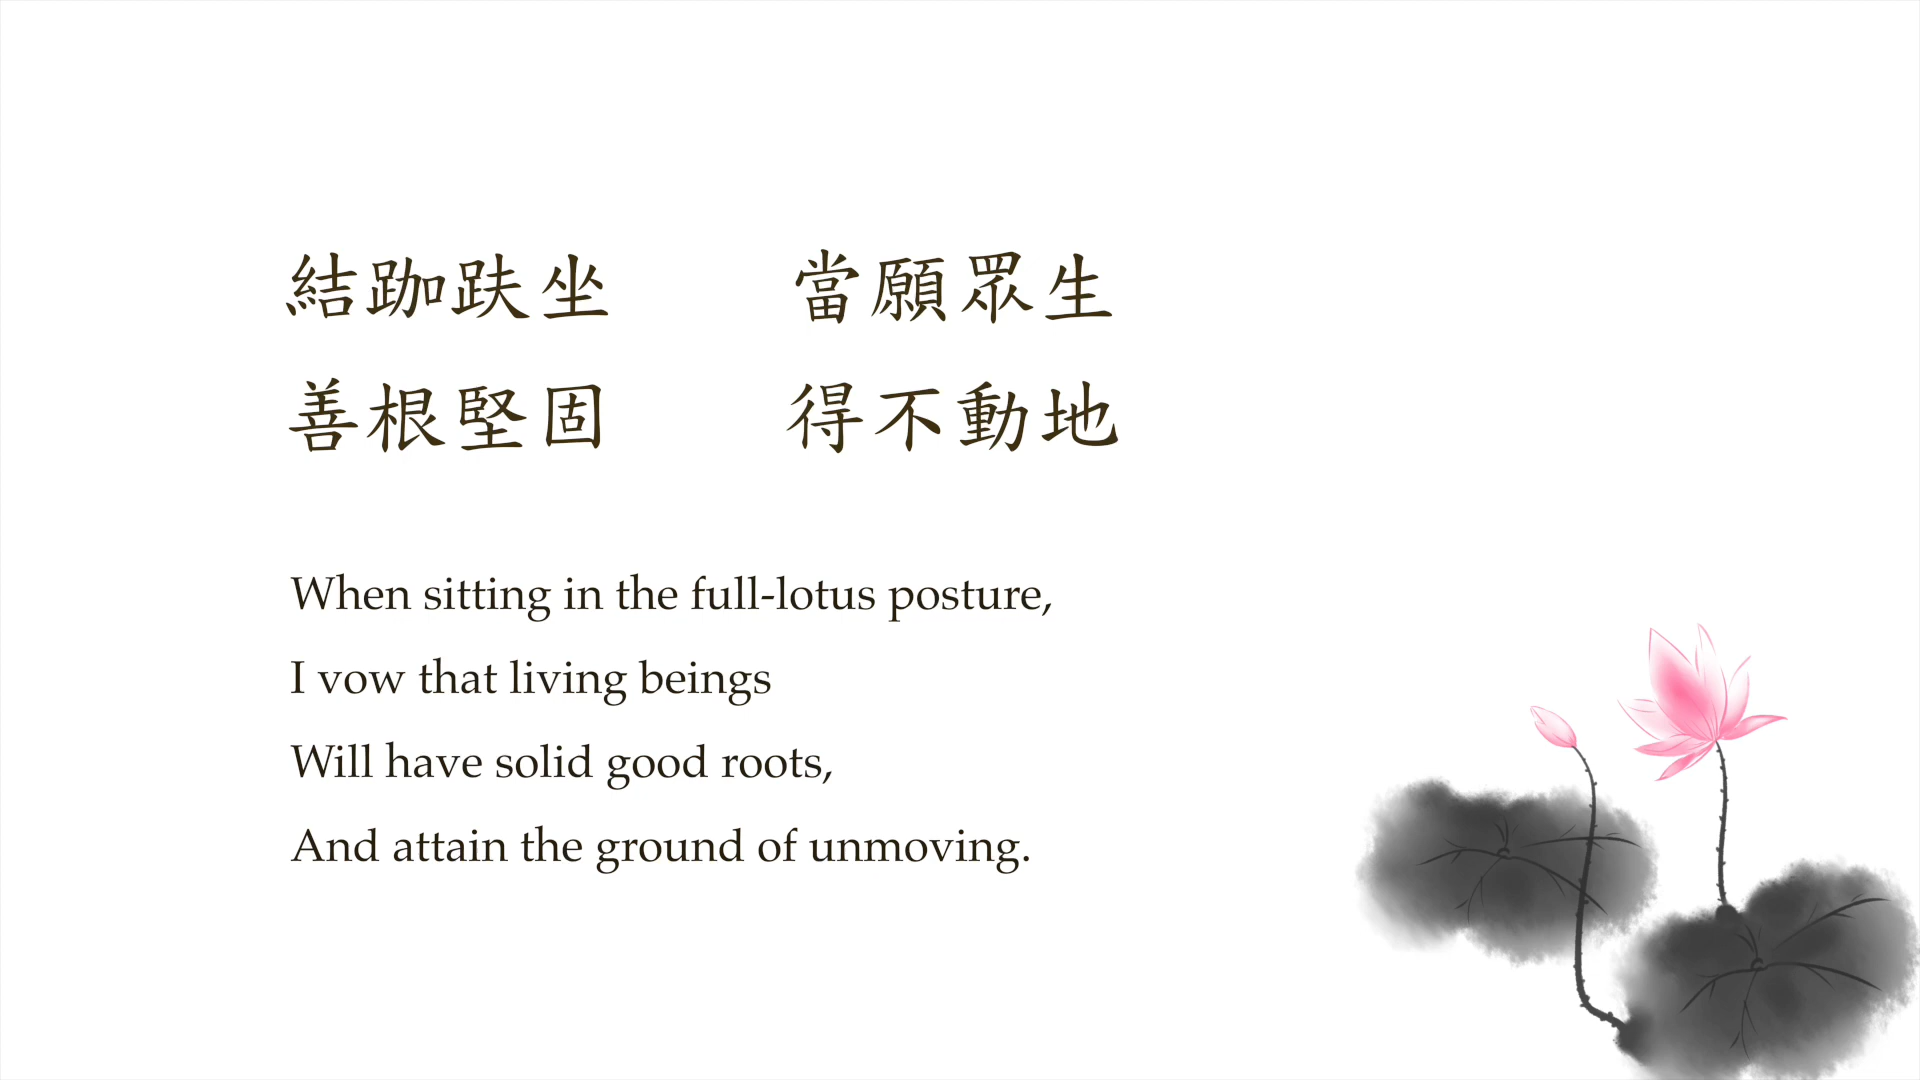 結跏趺坐　當願眾生
善根堅固　得不動地
When sitting in the full-lotus posture,
I vow that living beings
Will have solid good roots,
And attain the ground of unmoving.